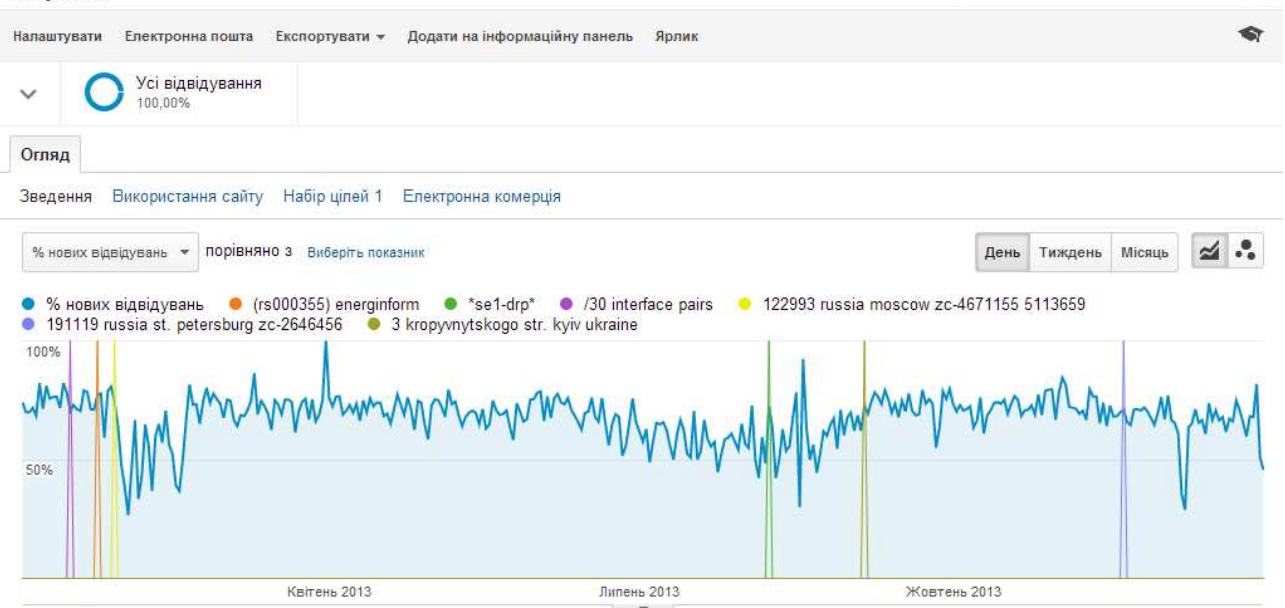 Налаштувати Електронна пошта Експортувати Додати на інформаційну панель Ярлик
Усі відвідування
100,00%
Огляд
Зведення Використання сайту Набір цілей 1 Електронна комерція
% нових відвідувань порівняно з Виберіть показник День Тиждень Місяць
% нових відвідувань (rs000355) energinform *se1-drp* /30 interface pairs 122993 russia moscow zc-4671155 5113659
191119 russia st. petersburg zc-2646456 3 kropyvnytskogo str. kyiv ukraine
100%
50%
Квітень 2013 Липень 2013 Жовтень 2013